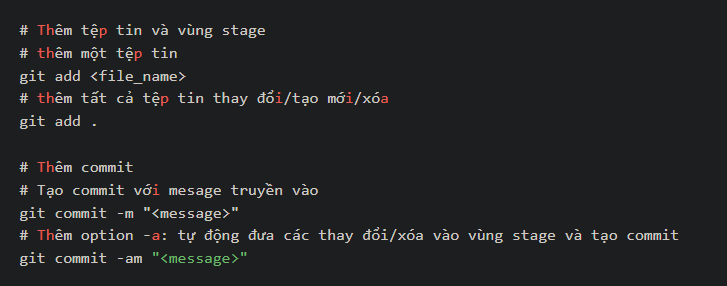 # Thêm tệp tin và vùng stage
# thêm một tệp tin
git add <file_name>
# thêm tất cả tệp tin thay đổi/tạo mới/xóa
git add .
# Thêm commit
# Tạo commit với mesage truyền vào
git commit -m "<message>"
# Thêm option -a: tự động đưa các thay đổi/xóa vào vùng stage và tạo commit
git commit -am "<message>"